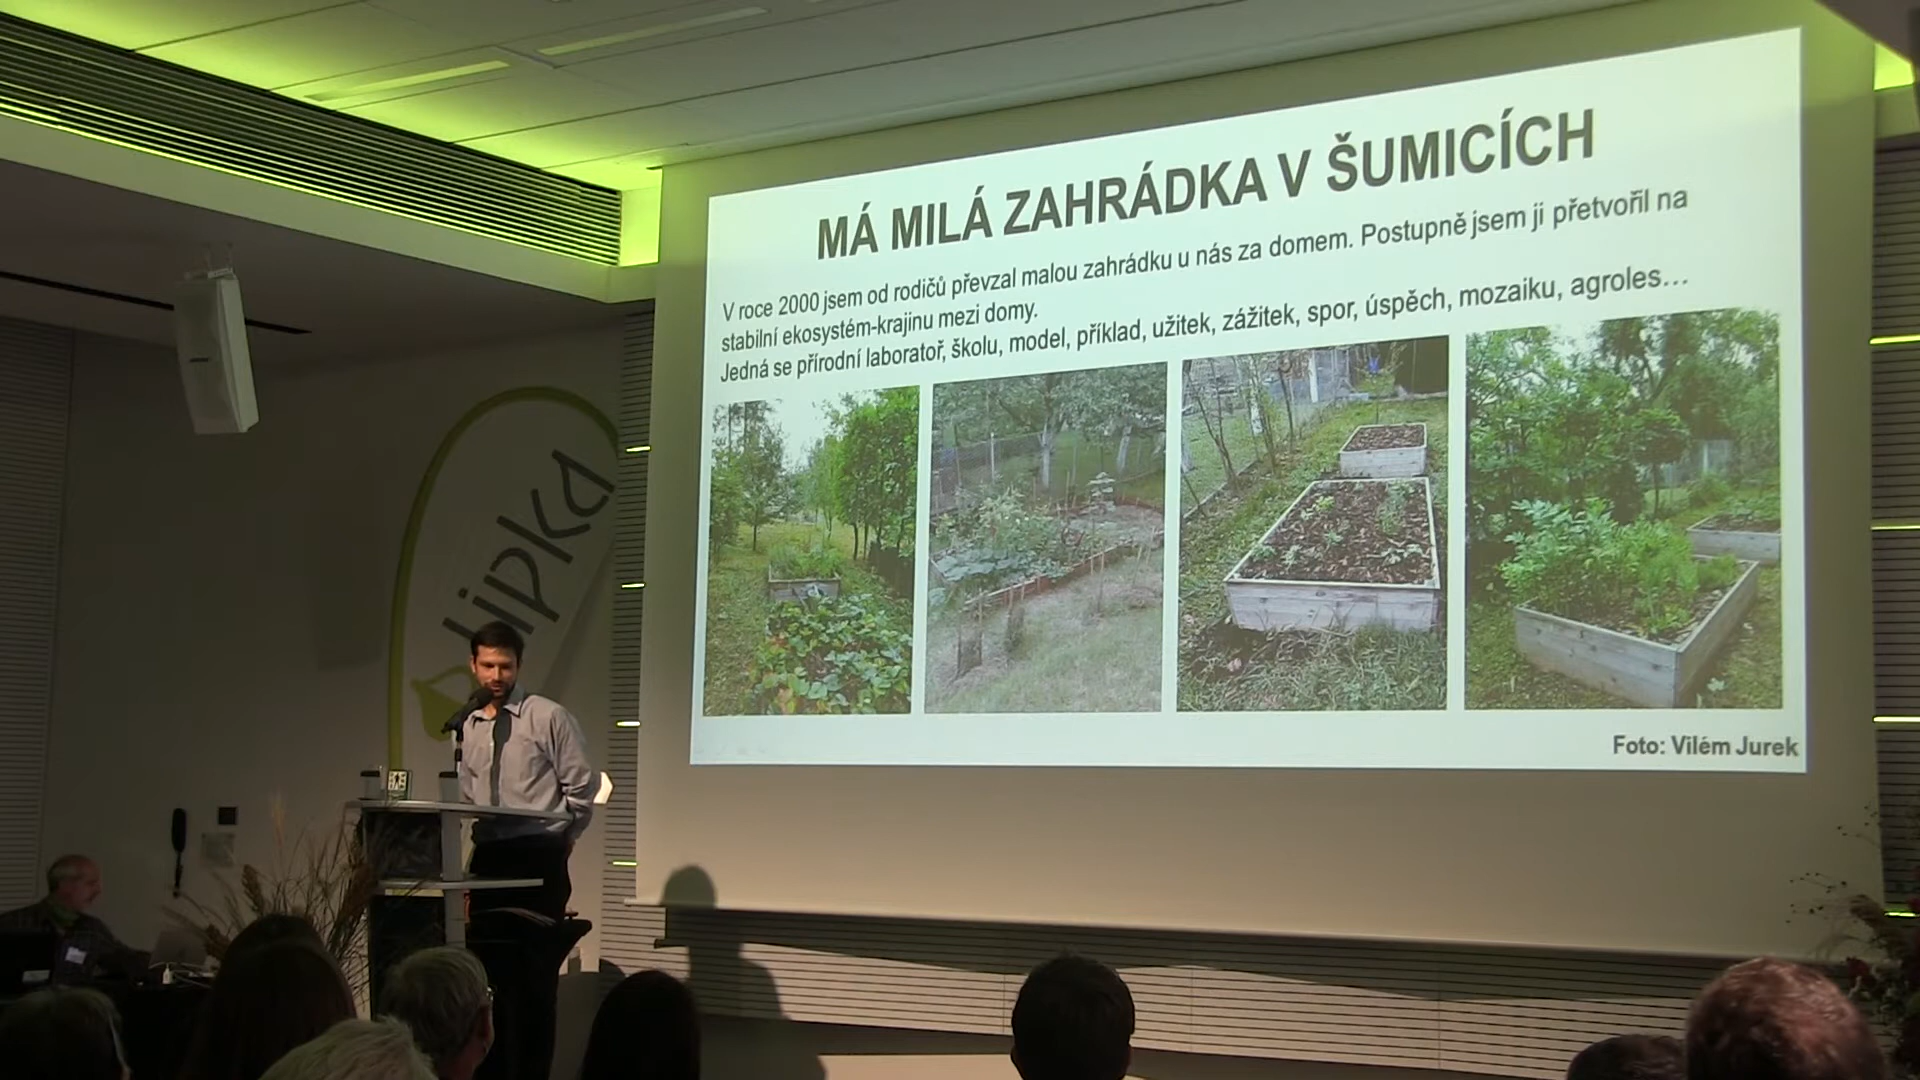 MÁ MILÁ ZAHRÁDKA V ŠUMICÍCH
V roce 2000 jsem od rodičů převzal malou zahrádku u nás za domem. Postupně jsem ji přetvořil na
stabilní ekosystém-krajinu mezi domy.
Jedná se přírodní laboratoř, školu, model, příklad, užitek, zážitek, spor, úspěch, mozaiku, agroles…
Foto: Vilém Jurek
lipka